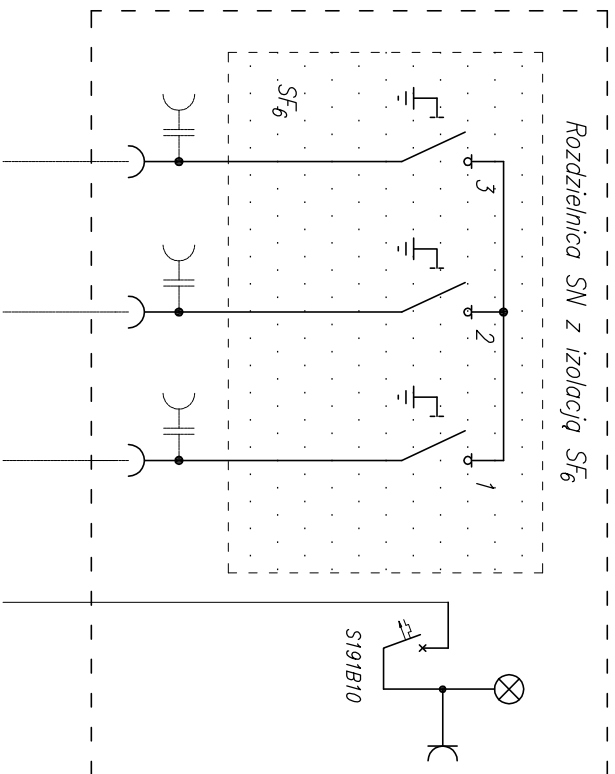 Rozdzielnica SN z izolacją SF₆
SF₆
3
2
1
S191B10